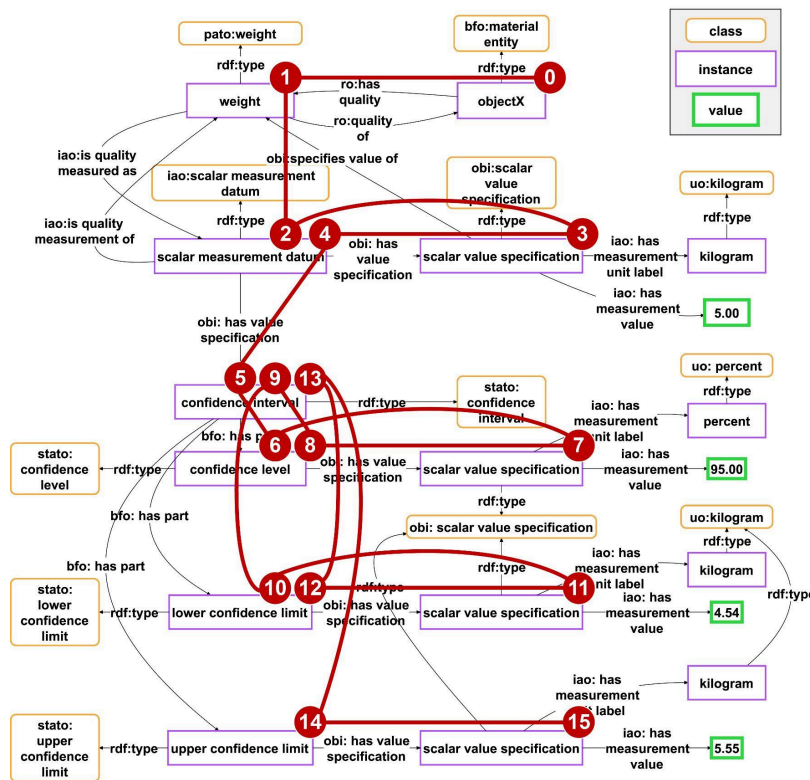 pato:weight
bfo:material
entity
class
rdf:type
rdf:type
1
0
instance
ro:has
quality
weight
objectX
value
ro:quality
of
iao:is quality
measured as
obi:specifies value of
iao:scalar measurement
datum
obi:scalar
value
specification
uo:kilogram
iao:is quality
measurement of
rdf:type
rdf:type
rdf:type
2
4
3
scalar measurement datum
obi: has
value
specification
scalar value specification
iao: has
measurement
unit label
kilogram
iao: has
measurement
value
5.00
obi: has value
specification
5
9
13
uo: percent
confidence interval
rdf:type
stato:
confidence
interval
rdf:type
iao: has
measurement
unit label
percent
bfo: has part
6
8
7
stato:
confidence
level
rdf:type
confidence level
obi: has value
specification
scalar value specification
iao: has
measurement
value
95.00
rdf:type
bfo: has part
obi: scalar value specification
uo:kilogram
rdf:type
bfo: has part
iao: has
measurement
unit label
kilogram
rdf:type
rdf:type
rdf:type
10
12
11
stato:
lower
confidence
limit
rdf:type
lower confidence limit
obi: has value
specification
scalar value specification
iao: has
measurement
value
4.54
iao: has
measurement
unit label
kilogram
14
15
stato:
upper
confidence
limit
rdf:type
upper confidence limit
obi: has value
specification
scalar value specification
iao: has
measurement
value
5.55